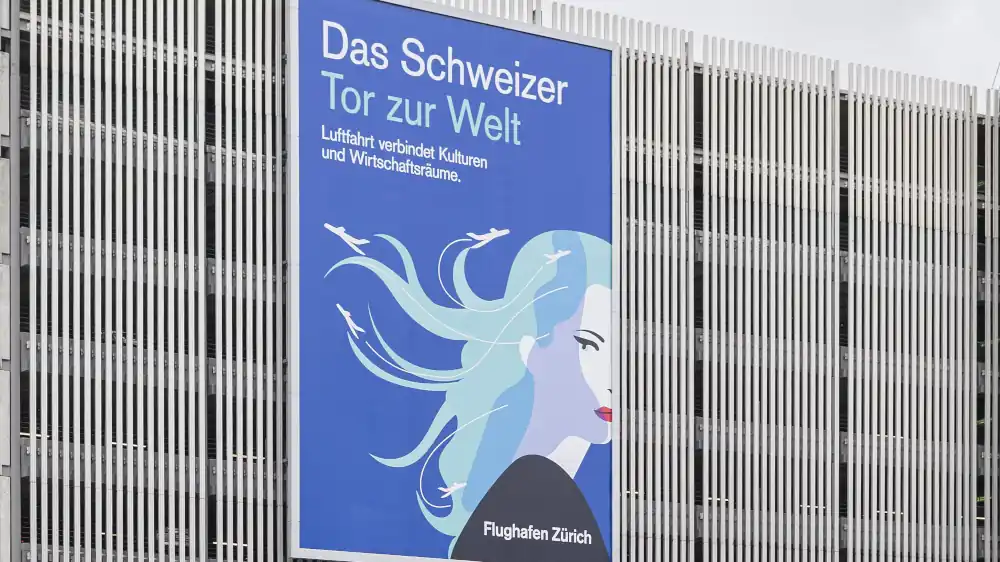 Das Schweizer
Tor zur Welt
Luftfahrt verbindet Kulturen
und Wirtschaftsräume.
Flughafen Zürich